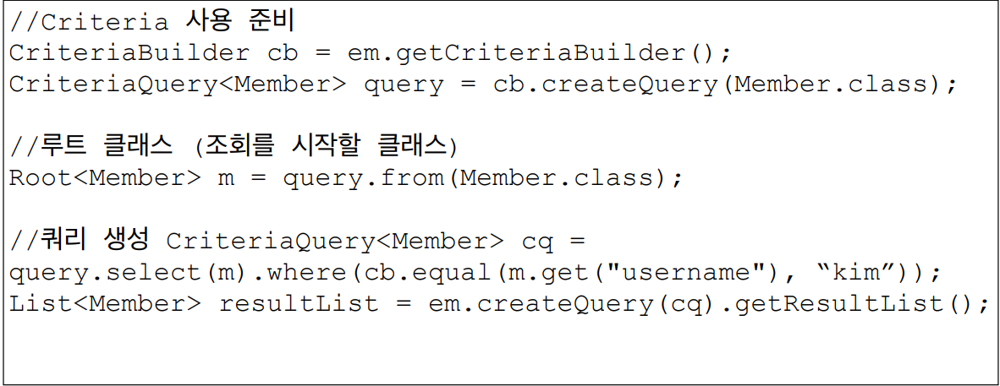 //Criteria 사용 준비
CriteriaBuilder cb = em.getCriteriaBuilder();
CriteriaQuery<Member> query = cb.createQuery(Member.class);
//루트 클래스 (조회를 시작할 클래스)
Root<Member> m = query.from(Member.class);
//쿼리 생성 CriteriaQuery<Member> cq =
query.select(m).where(cb.equal(m.get("username"), “kim”));
List<Member> resultList = em.createQuery(cq).getResultList();